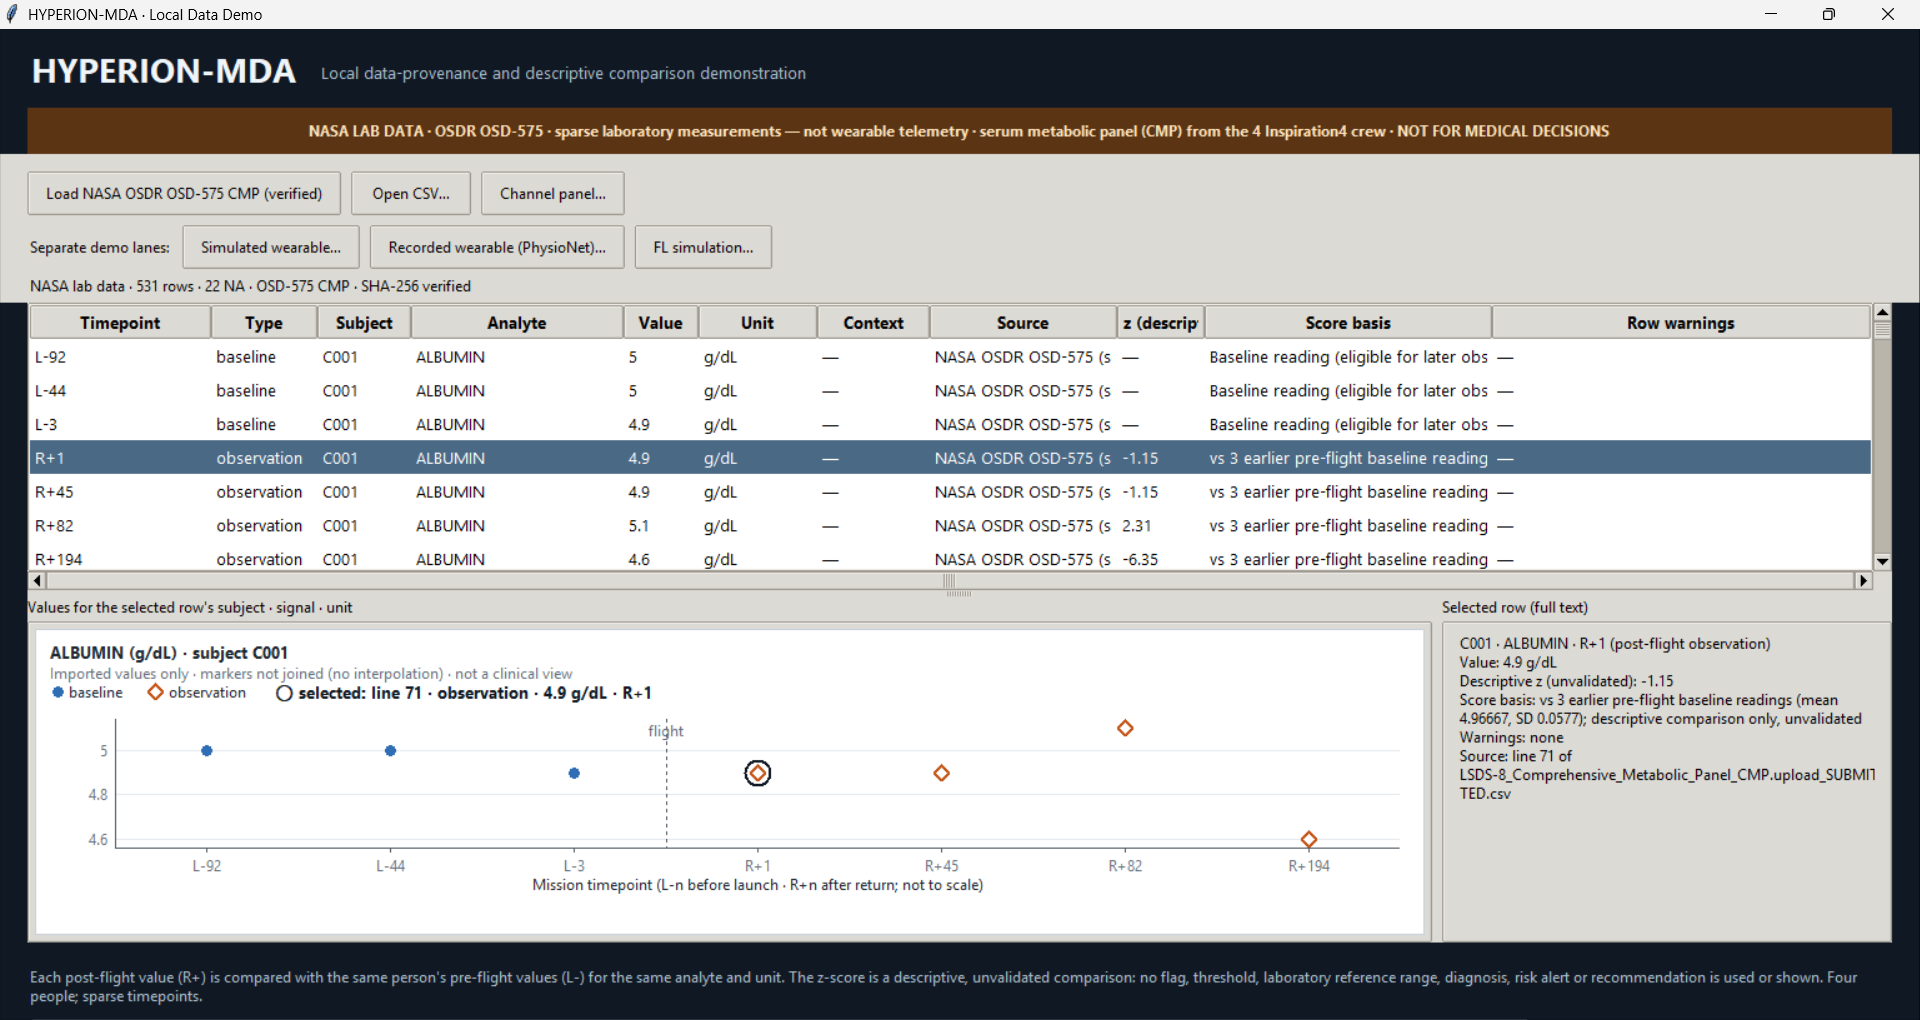 HYPERION-MDA · Local Data Demo
HYPERION-MDA Local data-provenance and descriptive comparison demonstration
NASA LAB DATA · OSDR OSD-575 · sparse laboratory measurements — not wearable telemetry · serum metabolic panel (CMP) from the 4 Inspiration4 crew · NOT FOR MEDICAL DECISIONS
Load NASA OSDR OSD-575 CMP (verified) Open CSV... Channel panel...
Separate demo lanes: Simulated wearable... Recorded wearable (PhysioNet)... FL simulation...
NASA lab data · 531 rows · 22 NA · OSD-575 CMP · SHA-256 verified
Timepoint Type Subject Analyte Value Unit Context Source z (descrip Score basis Row warnings
L-92 baseline C001 ALBUMIN 5 g/dL — NASA OSDR OSD-575 (s — Baseline reading (eligible for later obs —
L-44 baseline C001 ALBUMIN 5 g/dL — NASA OSDR OSD-575 (s — Baseline reading (eligible for later obs —
L-3 baseline C001 ALBUMIN 4.9 g/dL — NASA OSDR OSD-575 (s — Baseline reading (eligible for later obs —
R+1 observation C001 ALBUMIN 4.9 g/dL — NASA OSDR OSD-575 (s -1.15 vs 3 earlier pre-flight baseline reading —
R+45 observation C001 ALBUMIN 4.9 g/dL — NASA OSDR OSD-575 (s -1.15 vs 3 earlier pre-flight baseline reading —
R+82 observation C001 ALBUMIN 5.1 g/dL — NASA OSDR OSD-575 (s 2.31 vs 3 earlier pre-flight baseline reading —
R+194 observation C001 ALBUMIN 4.6 g/dL — NASA OSDR OSD-575 (s -6.35 vs 3 earlier pre-flight baseline reading —
Values for the selected row's subject · signal · unit
ALBUMIN (g/dL) · subject C001
Imported values only · markers not joined (no interpolation) · not a clinical view
baseline observation selected: line 71 · observation · 4.9 g/dL · R+1
flight
5
4.8
4.6
L-92 L-44 L-3 R+1 R+45 R+82 R+194
Mission timepoint (L-n before launch · R+n after return; not to scale)
Selected row (full text)
C001 · ALBUMIN · R+1 (post-flight observation)
Value: 4.9 g/dL
Descriptive z (unvalidated): -1.15
Score basis: vs 3 earlier pre-flight baseline readings (mean
4.96667, SD 0.0577); descriptive comparison only, unvalidated
Warnings: none
Source: line 71 of
LSDS-8_Comprehensive_Metabolic_Panel_CMP.upload_SUBMIT
TED.csv
Each post-flight value (R+) is compared with the same person's pre-flight values (L-) for the same analyte and unit. The z-score is a descriptive, unvalidated comparison: no flag, threshold, laboratory reference range, diagnosis, risk alert or recommendation is used or shown. Four
people; sparse timepoints.